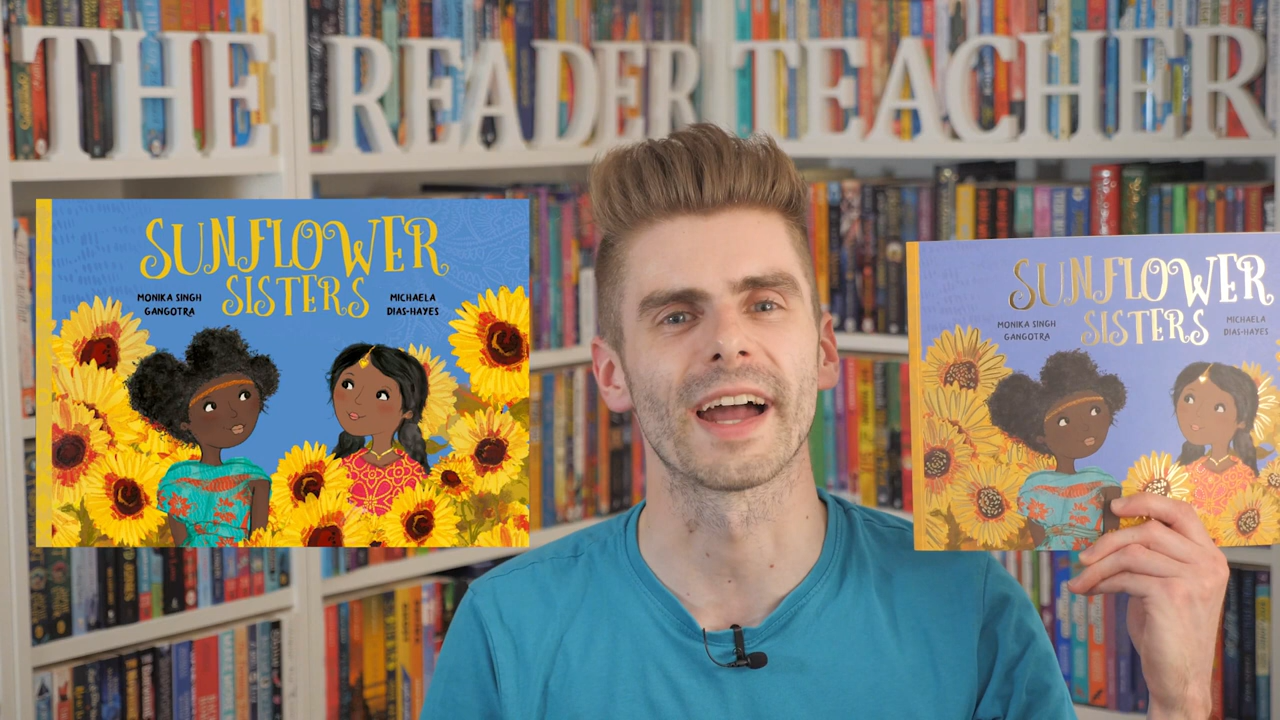 THE READER TEACHER
SUNFLOWER
SISTERS
MONIKA SINGH
GANGOTRA
MICHAELA
DIAS-HAYES
SUNFLOWER
SISTERS
MONIKA SINGH
GANGOTRA
MICHAELA
DIAS-HAYES